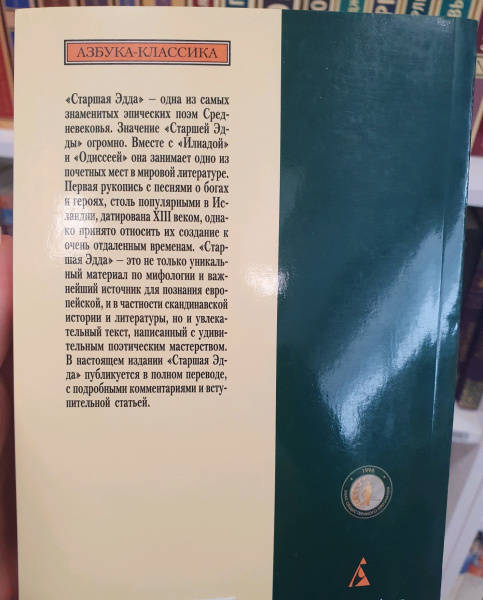 АЗБУКА-КЛАССИКА
«Старшая Эдда» – одна из самых
знаменитых эпических поэм Сред-
невековья. Значение «Старшей Эд-
ды» огромно. Вместе с «Илиадой»
и «Одиссеей» она занимает одно из
почетных мест в мировой литературе.
Первая рукопись с песнями о богах
и героях, столь популярными в Ис-
ландии, датирована XIII веком, одна-
ко принято относить их создание к
очень отдаленным временам. «Стар-
шая Эдда» – это не только уникаль-
ный материал по мифологии и важ-
нейший источник для познания евро-
пейской, и в частности скандинавской
истории и литературы, но и увлека-
тельный текст, написанный с удиви-
тельным поэтическим мастерством.
В настоящем издании «Старшая Эд-
да» публикуется в полном переводе,
с подробными комментариями и всту-
пительной статьей.